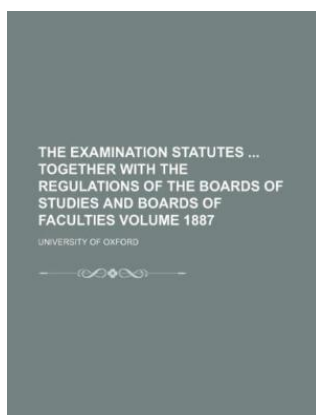 THE EXAMINATION STATUTES ...
TOGETHER WITH THE
REGULATIONS OF THE BOARDS OF
STUDIES AND BOARDS OF
FACULTIES VOLUME 1887
UNIVERSITY OF OXFORD